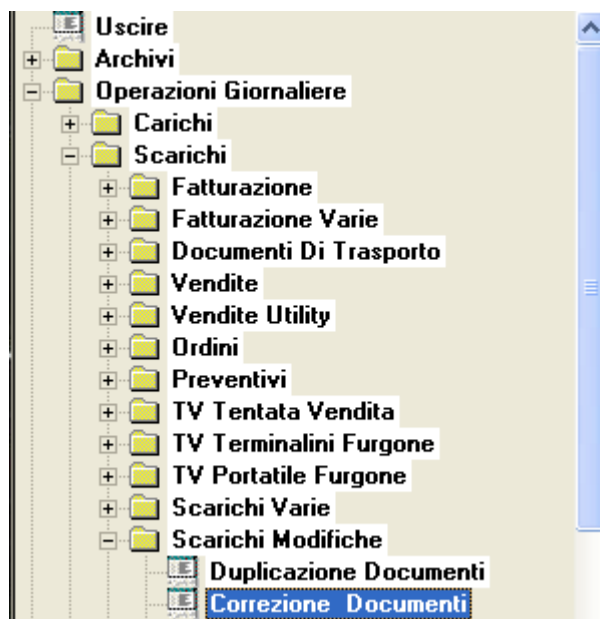 Uscire
Archivi
Operazioni Giornaliere
Carichi
Scarichi
Fatturazione
Fatturazione Varie
Documenti Di Trasporto
Vendite
Vendite Utility
Ordini
Preventivi
TV Tentata Vendita
TV Terminalini Furgone
TV Portatile Furgone
Scarichi Varie
Scarichi Modifiche
Duplicazione Documenti
Correzione  Documenti